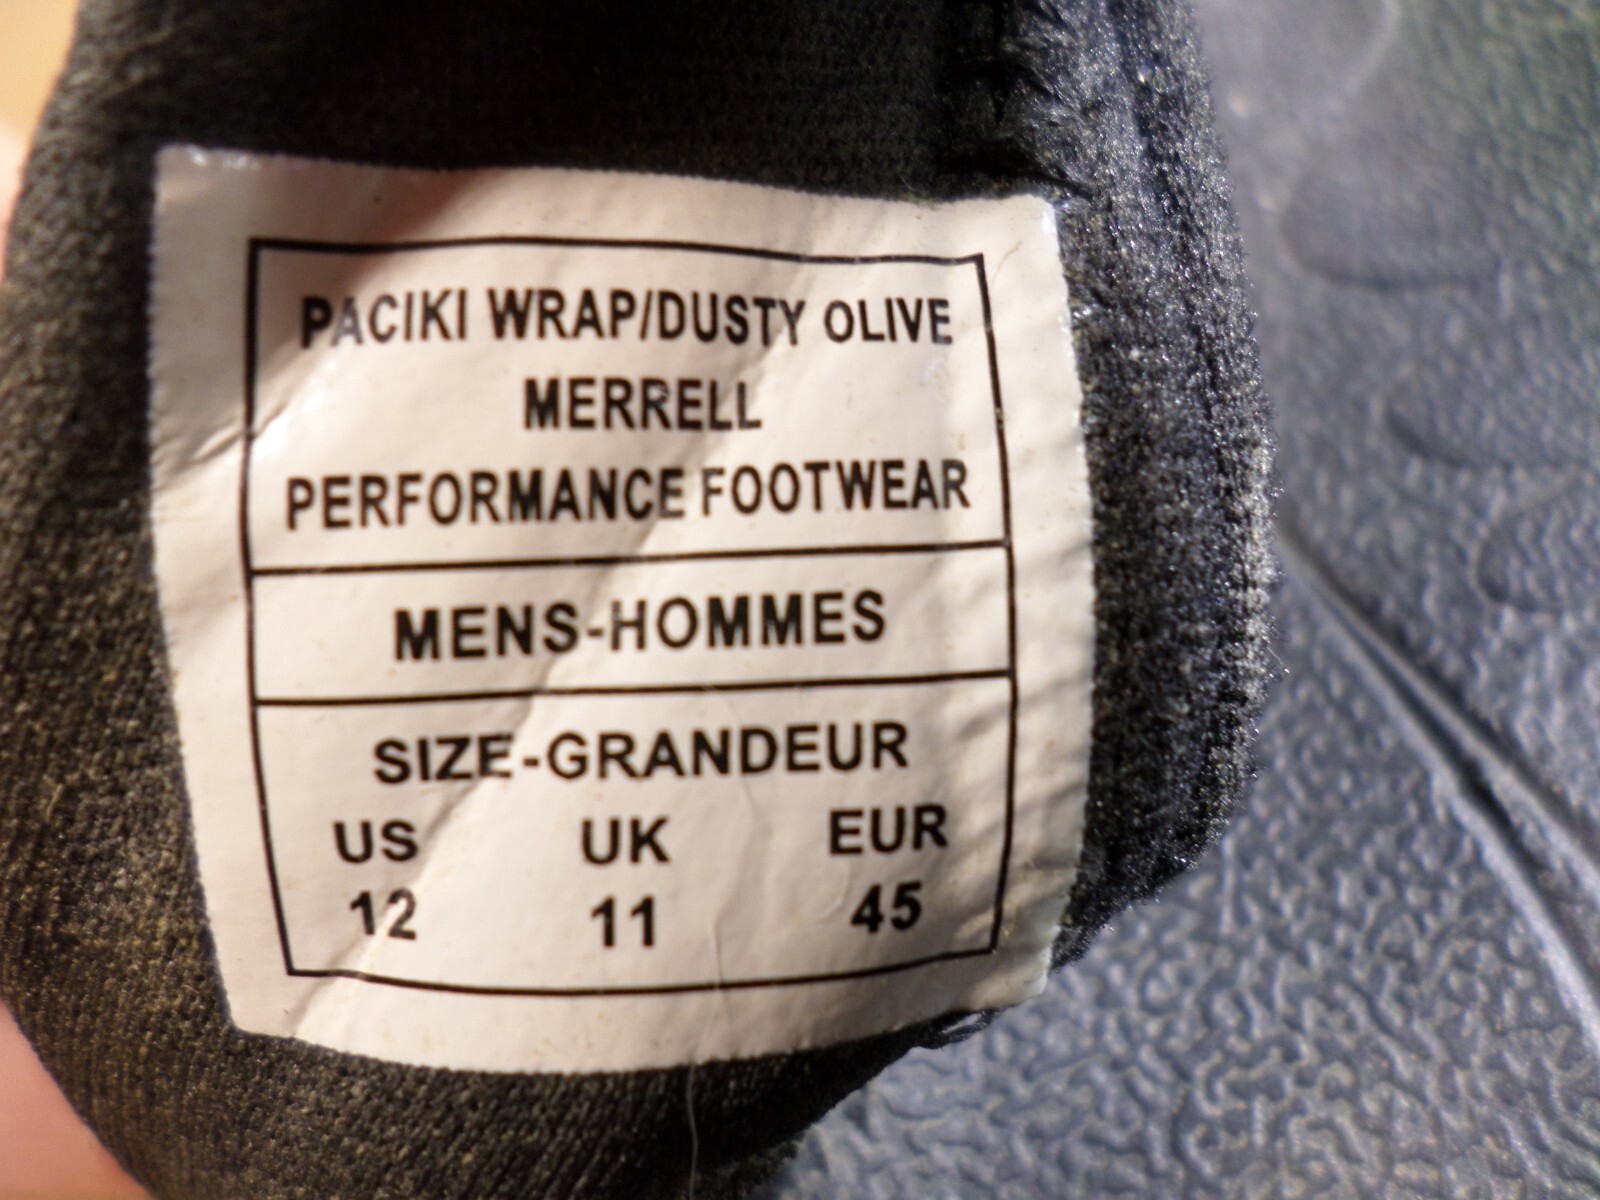 PACIKI WRAP/DUSTY OLIVE
MERRELL
PERFORMANCE FOOTWEAR
MENS-HOMMES
SIZE-GRANDEUR
US UK EUR
12 11 45